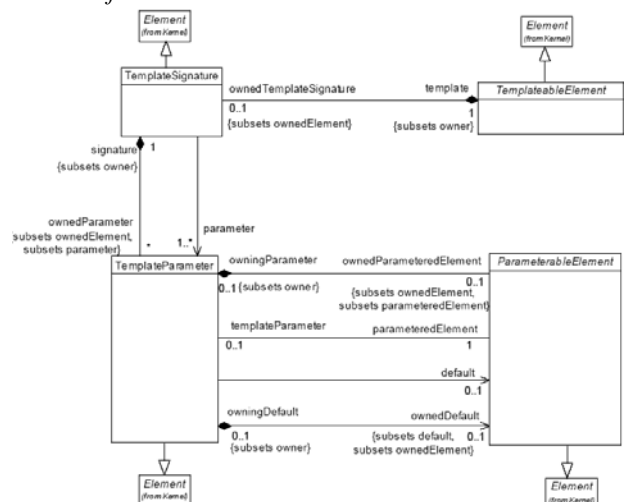 Element
(from Kernel)
Element
(from Kernel)
TemplateSignature
ownedTemplateSignature
template
TemplateableElement
0..1
1
{subsets ownedElement}
{subsets owner}
signature
1
{subsets owner}
ownedParameter
{subsets ownedElement,
subsets parameter}
*
parameter
1..*
TemplateParameter
owningParameter
ownedParameteredElement
ParameterableElement
0..1
{subsets owner}
0..1
{subsets ownedElement,
subsets parameteredElement}
templateParameter
parameteredElement
0..1
1
default
0..1
owningDefault
ownedDefault
0..1
{subsets owner}
{subsets default,
subsets ownedElement}
0..1
Element
(from Kernel)
Element
(from Kernel)